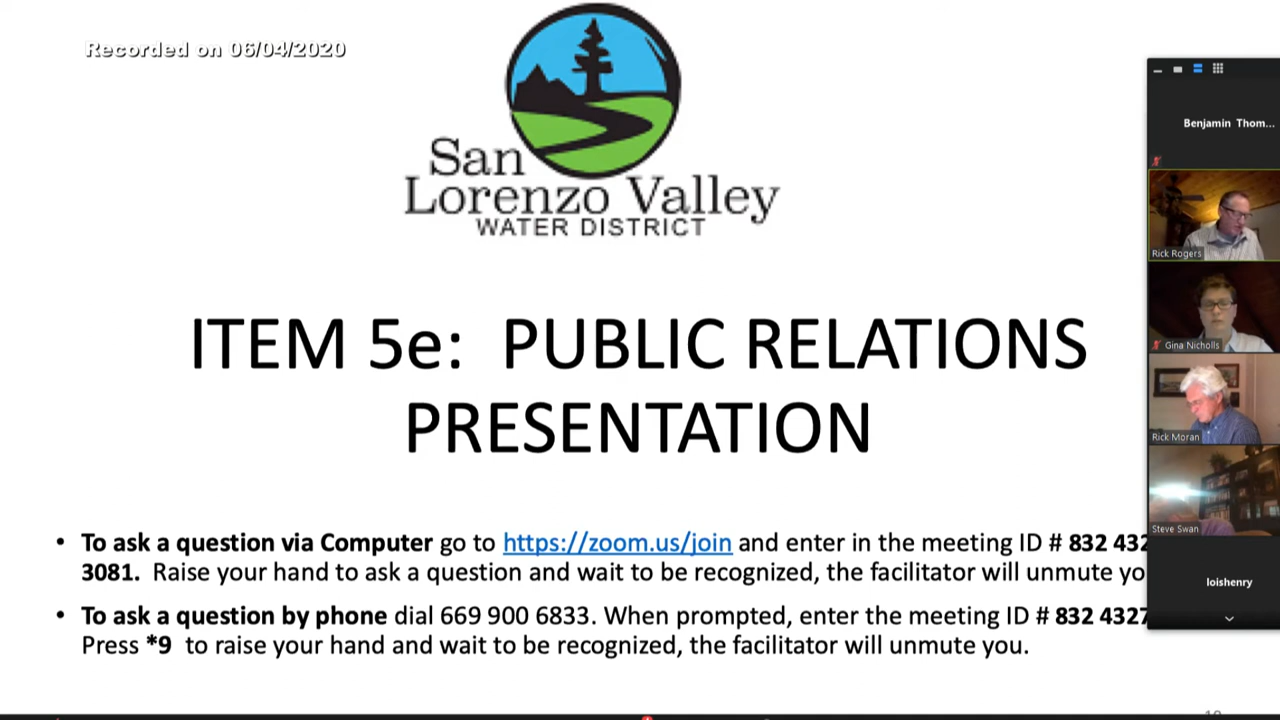 Recorded on 06/04/2020
San
Lorenzo Valley
WATER DISTRICT
ITEM 5e: PUBLIC RELATIONS
PRESENTATION
• To ask a question via Computer go to https://zoom.us/join and enter in the meeting ID # 832 432
3081. Raise your hand to ask a question and wait to be recognized, the facilitator will unmute yo
• To ask a question by phone dial 669 900 6833. When prompted, enter the meeting ID # 832 4327
Press *9 to raise your hand and wait to be recognized, the facilitator will unmute you.
Benjamin Thom...
Rick Rogers
Gina Nicholls
Rick Moran
Steve Swan
loishenry